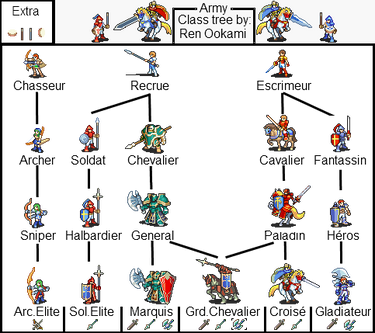 Extra
Army
Class tree by:
Ren Ookami
Chasseur
Recrue
Escrimeur
Archer
Soldat
Chevalier
Cavalier
Fantassin
Sniper
Halbardier
General
Paladin
Héros
Arc.Elite
Sol.Elite
Marquis
Grd.Chevalier
Croisé
Gladiateur